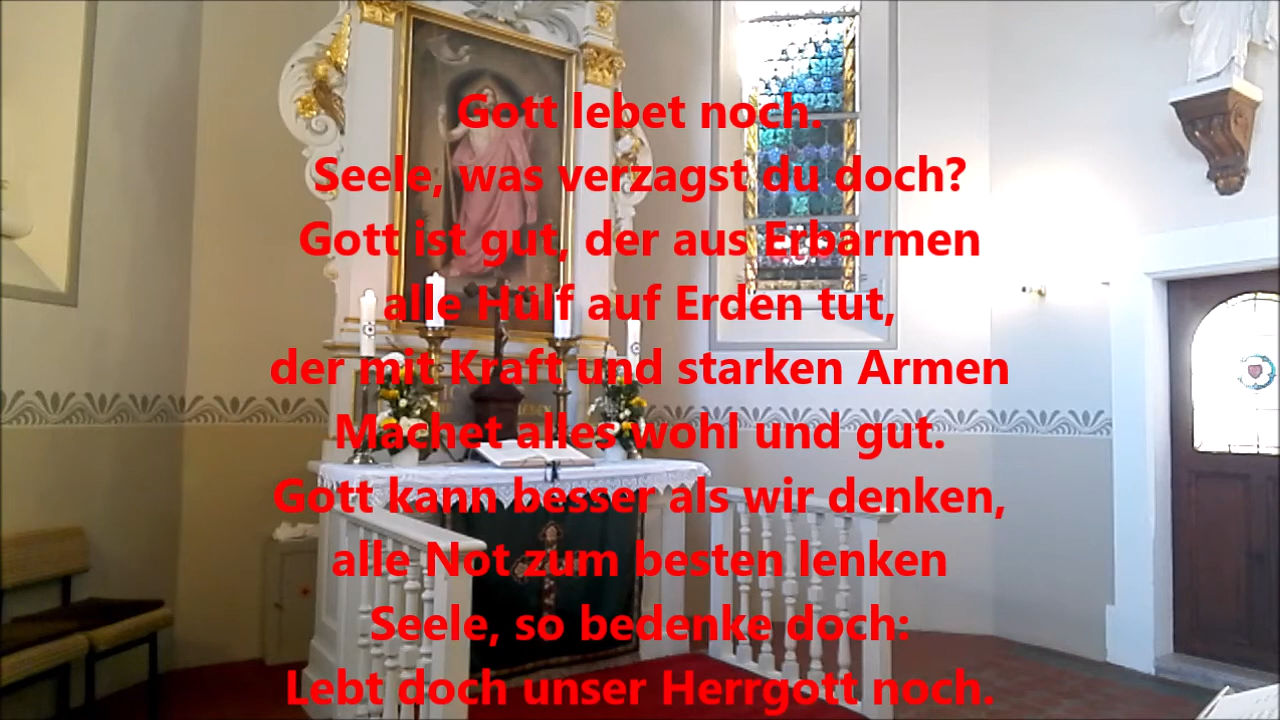 Gott lebet noch.
Seele, was verzagst du doch?
Gott ist gut, der aus Erbarmen
alle Hülf auf Erden tut,
der mit Kraft und starken Armen
Machet alles wohl und gut.
Gott kann besser als wir denken,
alle Not zum besten lenken
Seele, so bedenke doch:
Lebt doch unser Herrgott noch.